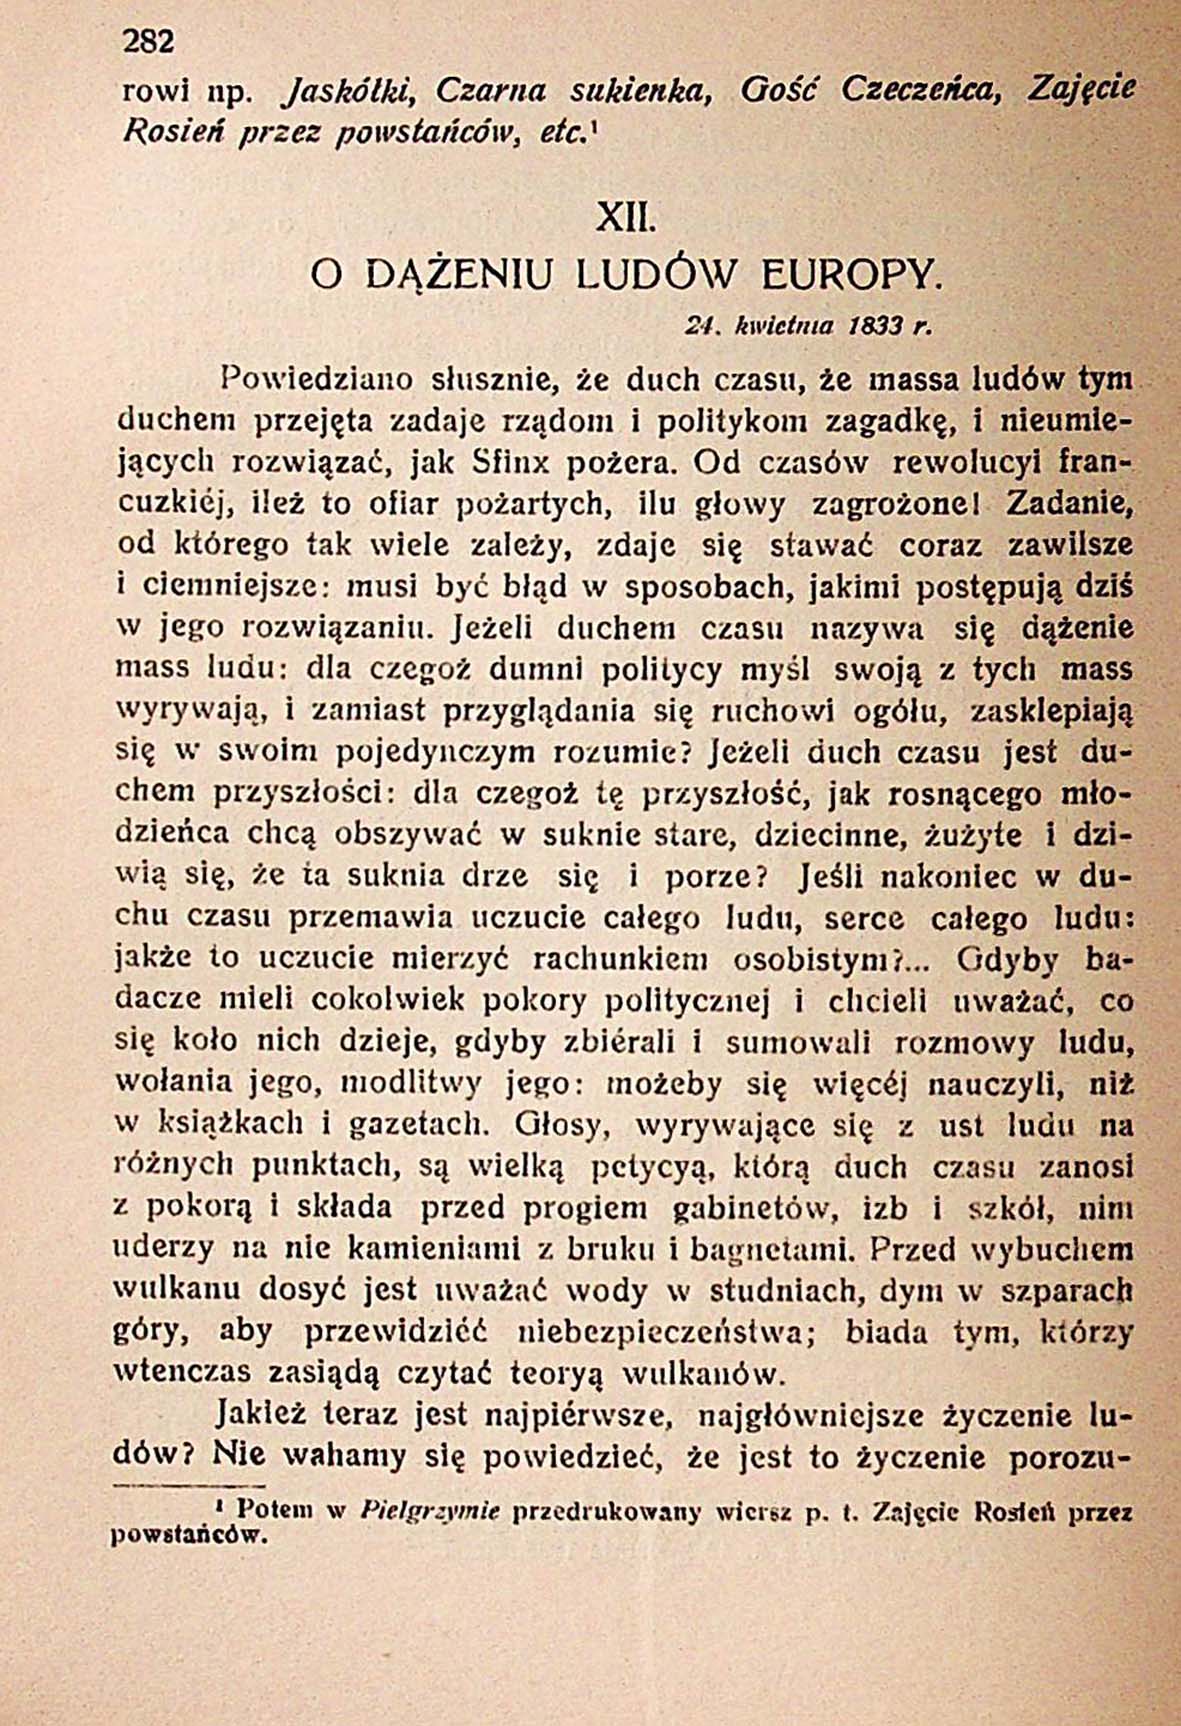 282
rowi np. Jaskółki, Czarna sukienka, Gość Czeczeńca, Zajęcie
Rosień przez powstańców, etc.¹
XII.
O DĄŻENIU LUDÓW EUROPY.
24. kwietnia 1833 r.
Powiedziano słusznie, że duch czasu, że massa ludów tym
duchem przejęta zadaje rządom i politykom zagadkę, i nieumie-
jących rozwiązać, jak Sfinx pożera. Od czasów rewolucyi fran-
cuzkiéj, ileż to ofiar pożartych, ilu głowy zagrożone! Zadanie,
od którego tak wiele zależy, zdaje się stawać coraz zawilsze
i ciemniejsze: musi być błąd w sposobach, jakimi postępują dziś
w jego rozwiązaniu. Jeżeli duchem czasu nazywa się dążenie
mass ludu: dla czegoż dumni politycy myśl swoją z tych mass
wyrywają, i zamiast przyglądania się ruchowi ogółu, zasklepiają
się w swoim pojedynczym rozumie? Jeżeli duch czasu jest du-
chem przyszłości: dla czegoż tę przyszłość, jak rosnącego mło-
dzieńca chcą obszywać w suknie stare, dziecinne, żużyte i dzi-
wią się, że ta suknia drze się i porze? Jeśli nakoniec w du-
chu czasu przemawia uczucie całego ludu, serce całego ludu:
jakże to uczucie mierzyć rachunkiem osobistym?... Gdyby ba-
dacze mieli cokolwiek pokory politycznej i chcieli uważać, co
się koło nich dzieje, gdyby zbiérali i sumowali rozmowy ludu,
wołania jego, modlitwy jego: możeby się więcéj nauczyli, niż
w książkach i gazetach. Głosy, wyrywające się z ust ludu na
różnych punktach, są wielką petycyą, którą duch czasu zanosi
z pokorą i składa przed progiem gabinetów, izb i szkół, nim
uderzy na nie kamieniami z bruku i bagnetami. Przed wybuchem
wulkanu dosyć jest uważać wody w studniach, dym w szparach
góry, aby przewidziéć niebezpieczeństwa; biada tym, którzy
wtenczas zasiądą czytać teoryą wulkanów.
Jakież teraz jest najpiérwsze, najgłówniejsze życzenie lu-
dów? Nie wahamy się powiedzieć, że jest to życzenie porozu-
¹ Potem w Pielgrzymie przedrukowany wiersz p. t. Zajęcie Rosień przez
powstańców.